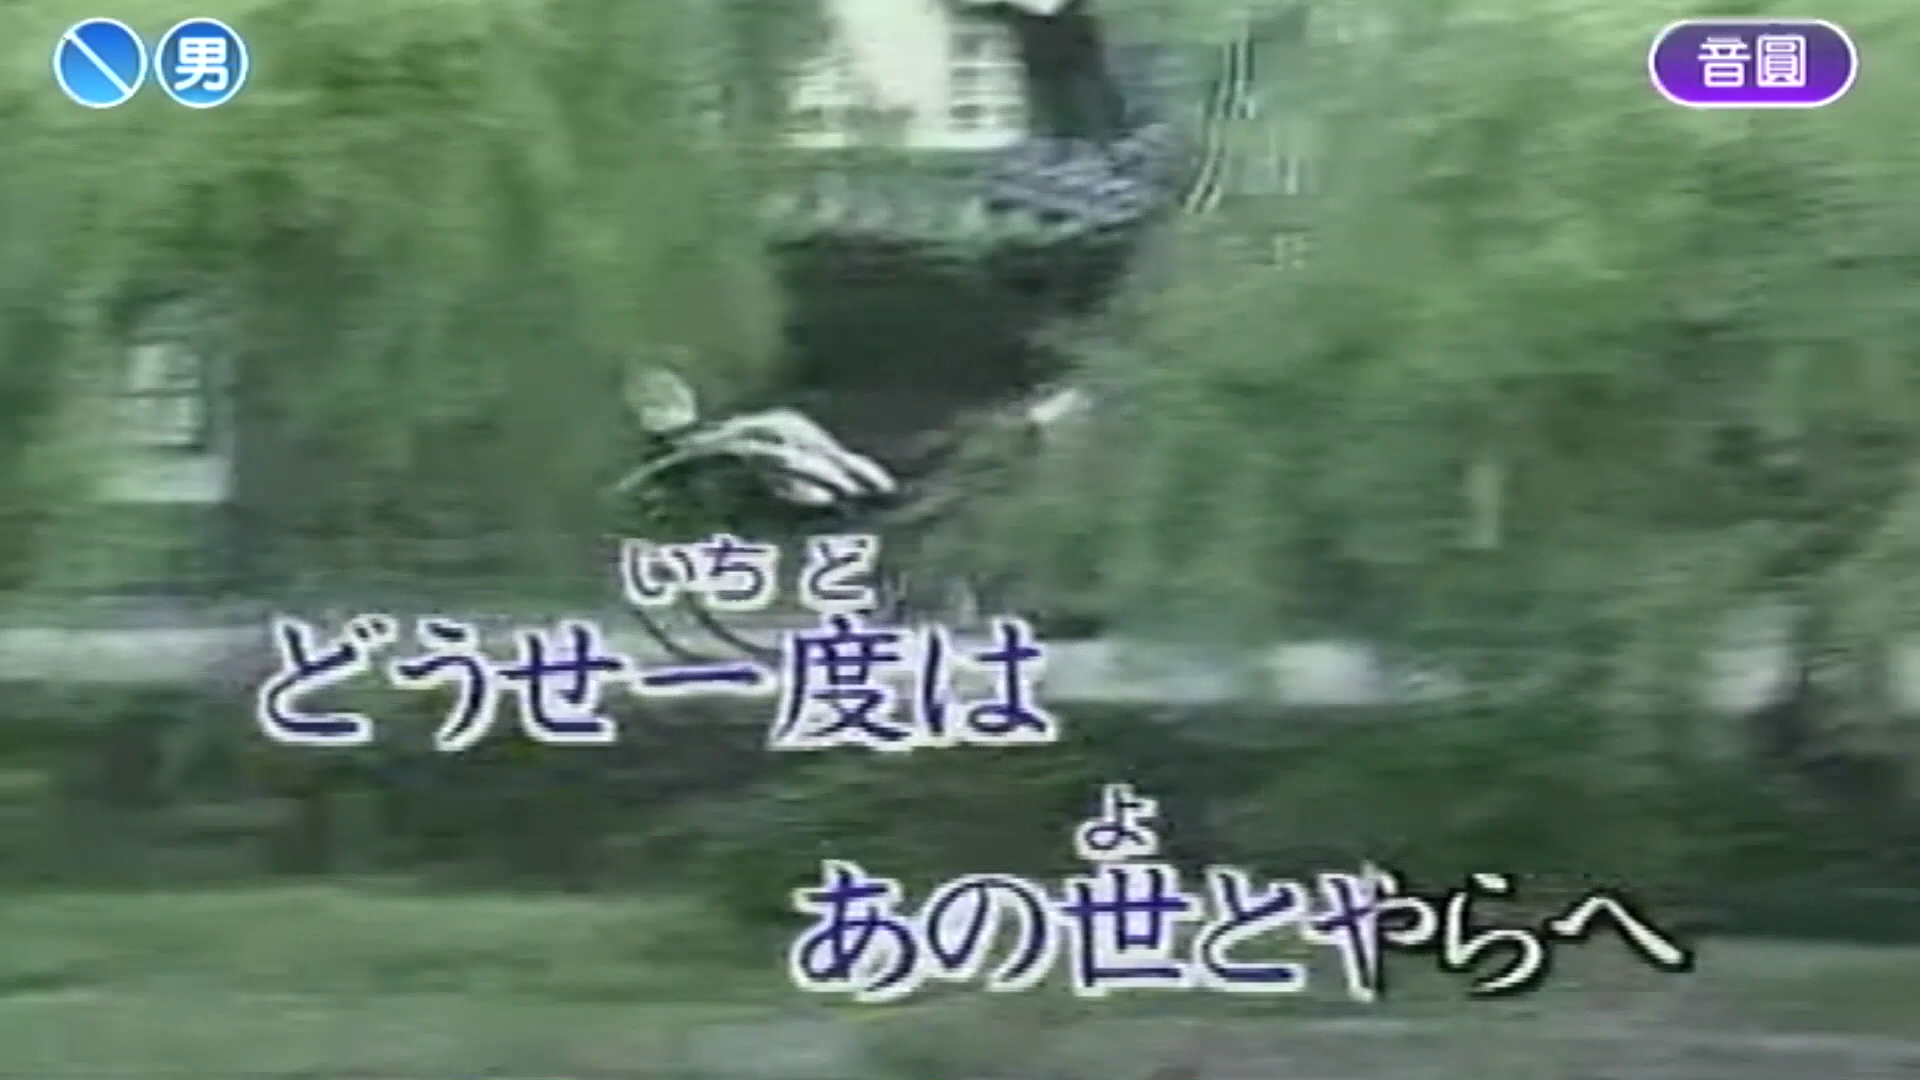 男
音圓
いちど
どうせ一度は
よ
あの世とやらへ